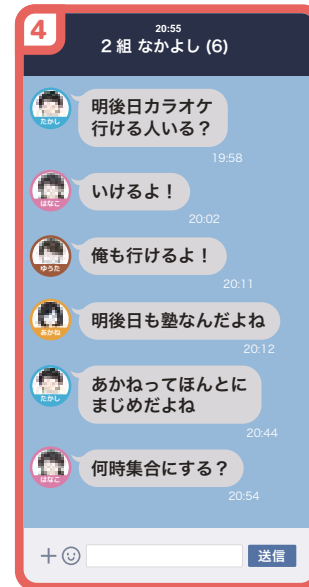 4
20:55
2組 なかよし (6)
明後日カラオケ
行ける人いる？
たかし
19:58
いけるよ！
はなこ
20:02
俺も行けるよ！
ゆうた
20:11
明後日も塾なんだよね
あかね
20:12
あかねってほんとに
まじめだよね
たかし
20:44
何時集合にする？
はなこ
20:54
送信